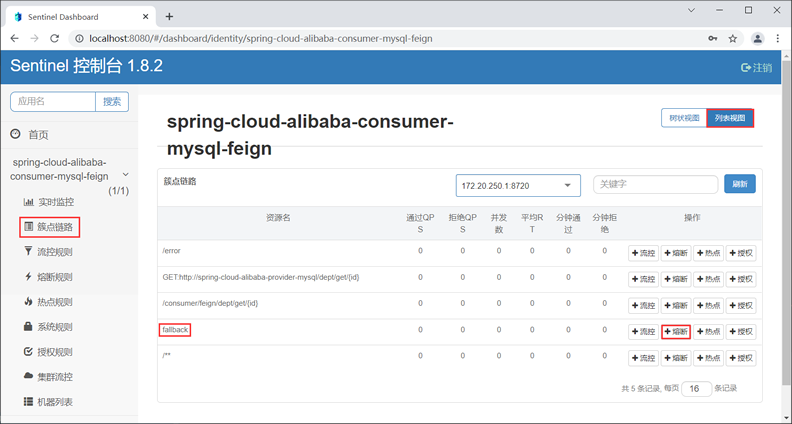 Sentinel Dashboard
localhost:8080/#/dashboard/identity/spring-cloud-alibaba-consumer-mysql-feign
Sentinel 控制台 1.8.2
注销
应用名 搜索
首页
spring-cloud-alibaba-
consumer-mysql-feign
(1/1)
实时监控
簇点链路
流控规则
熔断规则
热点规则
系统规则
授权规则
集群流控
机器列表
spring-cloud-alibaba-consumer-
mysql-feign
树状视图 列表视图
簇点链路 172.20.250.1:8720 关键字 刷新
资源名 通过QP 拒绝QP 并发 平均R 分钟通 分钟拒 操作
S S 数 T 过 绝
/error 0 0 0 0 0 0 +流控 +熔断 +热点 +授权
GET:http://spring-cloud-alibaba-provider-mysql/dept/get/{id} 0 0 0 0 0 0 +流控 +熔断 +热点 +授权
/consumer/feign/dept/get/{id} 0 0 0 0 0 0 +流控 +熔断 +热点 +授权
fallback 0 0 0 0 0 0 +流控 +熔断 +热点 +授权
/** 0 0 0 0 0 0 +流控 +熔断 +热点 +授权
共 5 条记录, 每页 16 条记录